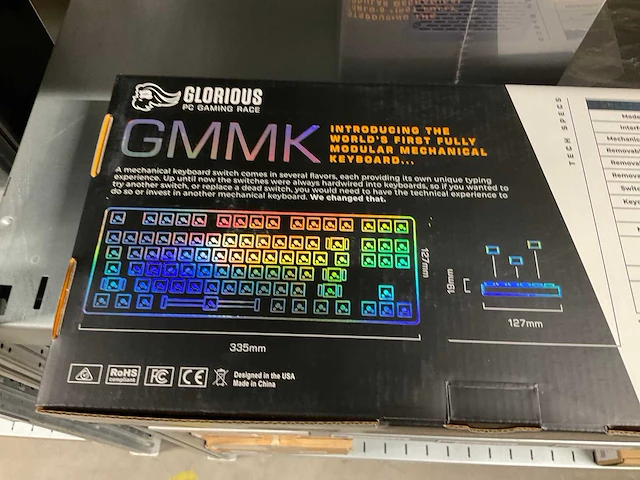 GLORIOUS
PC GAMING RACE
GMMK
INTRODUCING THE
WORLD'S FIRST FULLY
MODULAR MECHANICAL
KEYBOARD...
A mechanical keyboard switch comes in several flavors, each providing its own unique typing
experience. Up until now the switches were always hardwired into keyboards, so if you wanted to
try another switch, or replace a dead switch, you would need to have the technical experience to
do so or invest in another mechanical keyboard. We changed that.
127mm
335mm
19mm
127mm
RoHS
compliant
FC
CE
Designed in the USA
Made in China
TECH SPECS